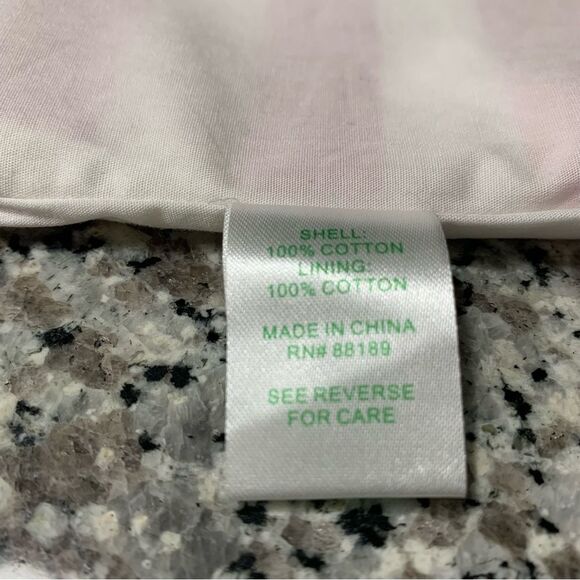 SHELL:
100% COTTON
LINING:
100% COTTON
MADE IN CHINA
RN# 88189
SEE REVERSE
FOR CARE